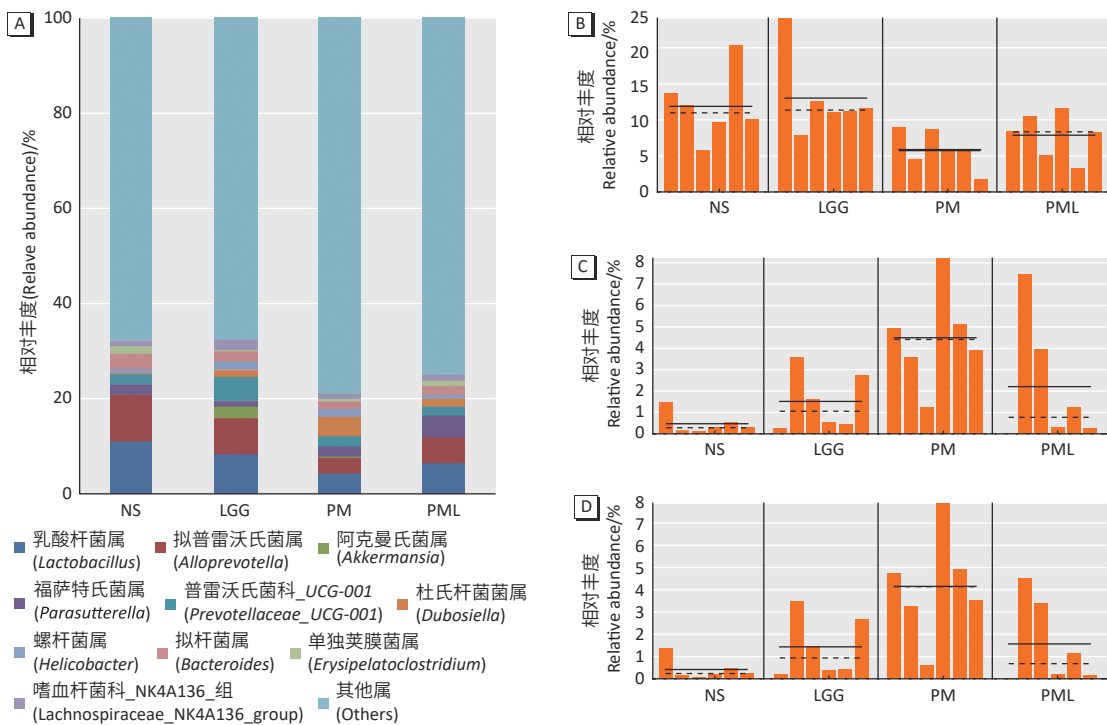 A
相对丰度(Relave abundance)/%
100
80
60
40
20
0
NS LGG PM PML
乳酸杆菌属 (Lactobacillus)
拟普雷沃氏菌属 (Alloprevotella)
阿克曼氏菌属 (Akkermansia)
福萨特氏菌属 (Parasutterella)
普雷沃氏菌科_UCG-001 (Prevotellaceae_UCG-001)
杜氏杆菌菌属 (Dubosiella)
螺杆菌属 (Helicobacter)
拟杆菌属 (Bacteroides)
单独荚膜菌属 (Erysipelatoclostridium)
嗜血杆菌科_NK4A136_组 (Lachnospiraceae_NK4A136_group)
其他属 (Others)
B
相对丰度
Relative abundance/%
25
20
15
10
5
0
NS LGG PM PML
C
相对丰度
Relative abundance/%
8
7
6
5
4
3
2
1
0
NS LGG PM PML
D
相对丰度
Relative abundance/%
8
7
6
5
4
3
2
1
0
NS LGG PM PML